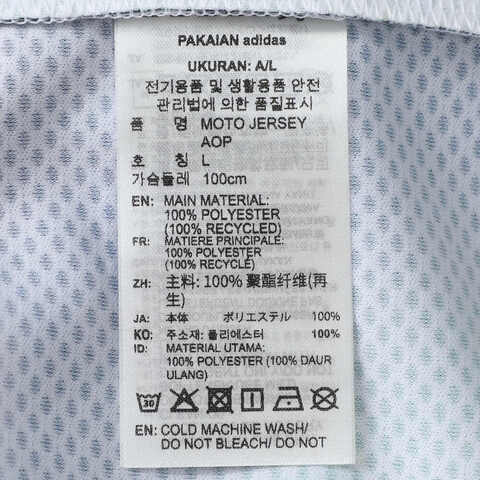 PAKAIAN adidas
UKURAN: A/L
전기용품 및 생활용품 안전
관리법에 의한 품질표시
품 명 MOTO JERSEY
AOP
호 칭 L
가슴둘레 100cm
EN: MAIN MATERIAL:
100% POLYESTER
(100% RECYCLED)
FR: MATIERE PRINCIPALE:
100% POLYESTER
(100% RECYCLÉ)
ZH: 主料: 100% 聚酯纤维(再
生)
JA: 本体 ポリエステル 100%
KO: 주소재: 폴리에스터 100%
ID: MATERIAL UTAMA:
100% POLYESTER (100% DAUR
ULANG)
30
EN: COLD MACHINE WASH/
DO NOT BLEACH/ DO NOT